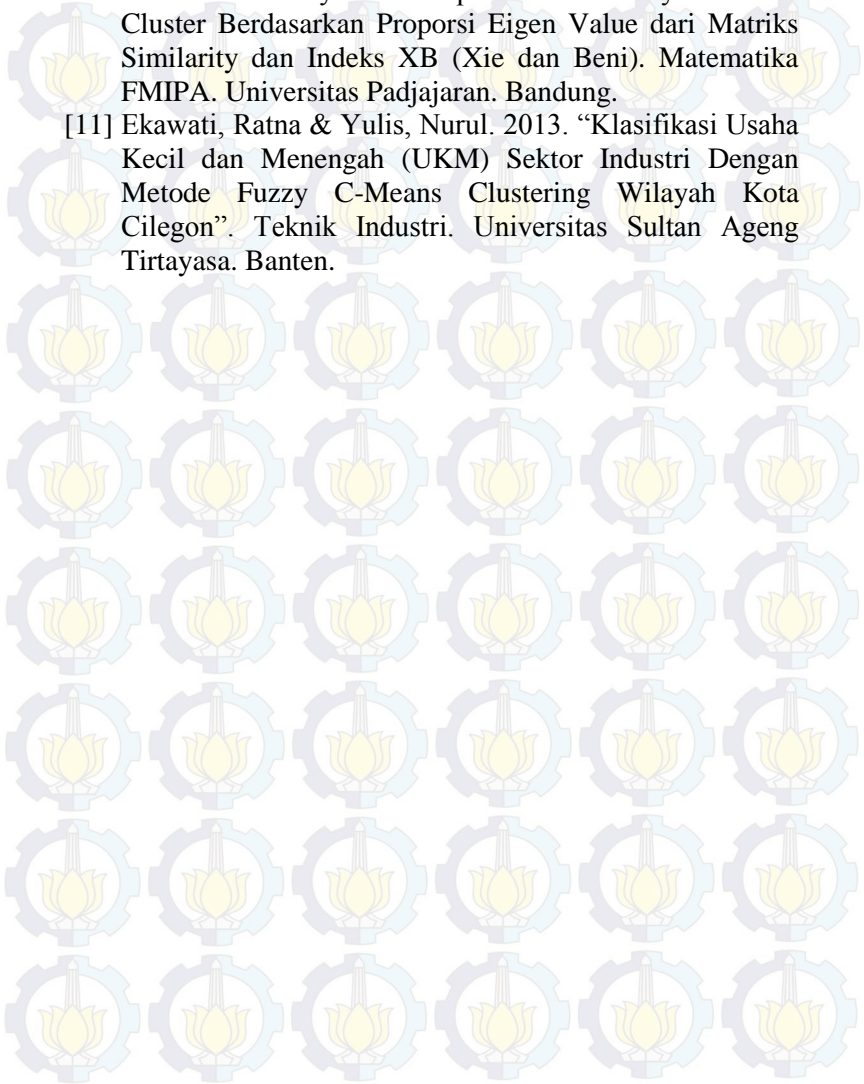 Cluster Berdasarkan Proporsi Eigen Value dari Matriks
Similarity dan Indeks XB (Xie dan Beni). Matematika
FMIPA. Universitas Padjajaran. Bandung.
[11] Ekawati, Ratna & Yulis, Nurul. 2013. “Klasifikasi Usaha
Kecil dan Menengah (UKM) Sektor Industri Dengan
Metode Fuzzy C-Means Clustering Wilayah Kota
Cilegon”. Teknik Industri. Universitas Sultan Ageng
Tirtayasa. Banten.